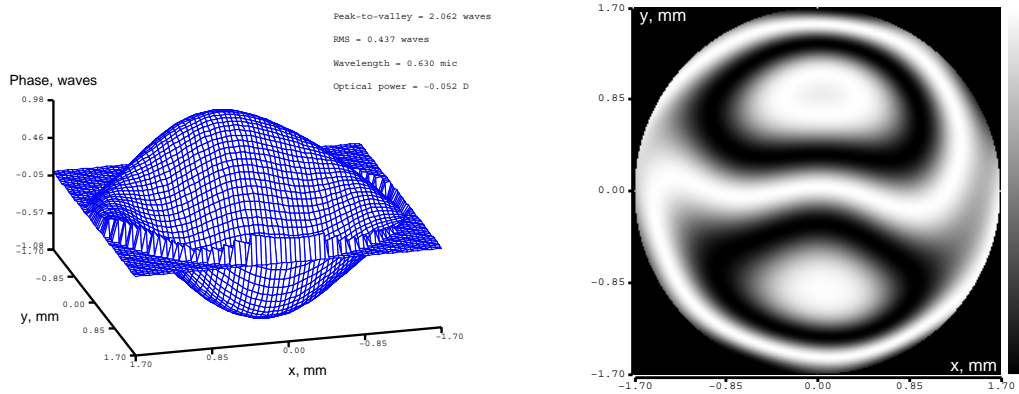 Peak-to-valley = 2.062 waves
RMS = 0.437 waves
Wavelength = 0.630 mic
Optical power = -0.052 D
Phase, waves
0.98
0.46
-0.05
-0.57
-1.08
-1.70
-0.85
0.00
0.85
1.70
y, mm
1.70
0.85
0.00
-0.85
-1.70
x, mm
y, mm
1.70
0.85
0.00
-0.85
-1.70
x, mm
-1.70
-0.85
0.00
0.85
1.70